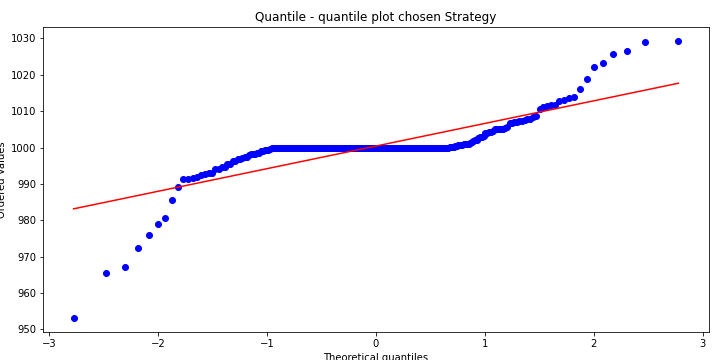 Quantile - quantile plot chosen Strategy
1030
1020
1010
1000
990
980
970
960
950
Ordered Values
−3 −2 −1 0 1 2 3
Theoretical quantiles